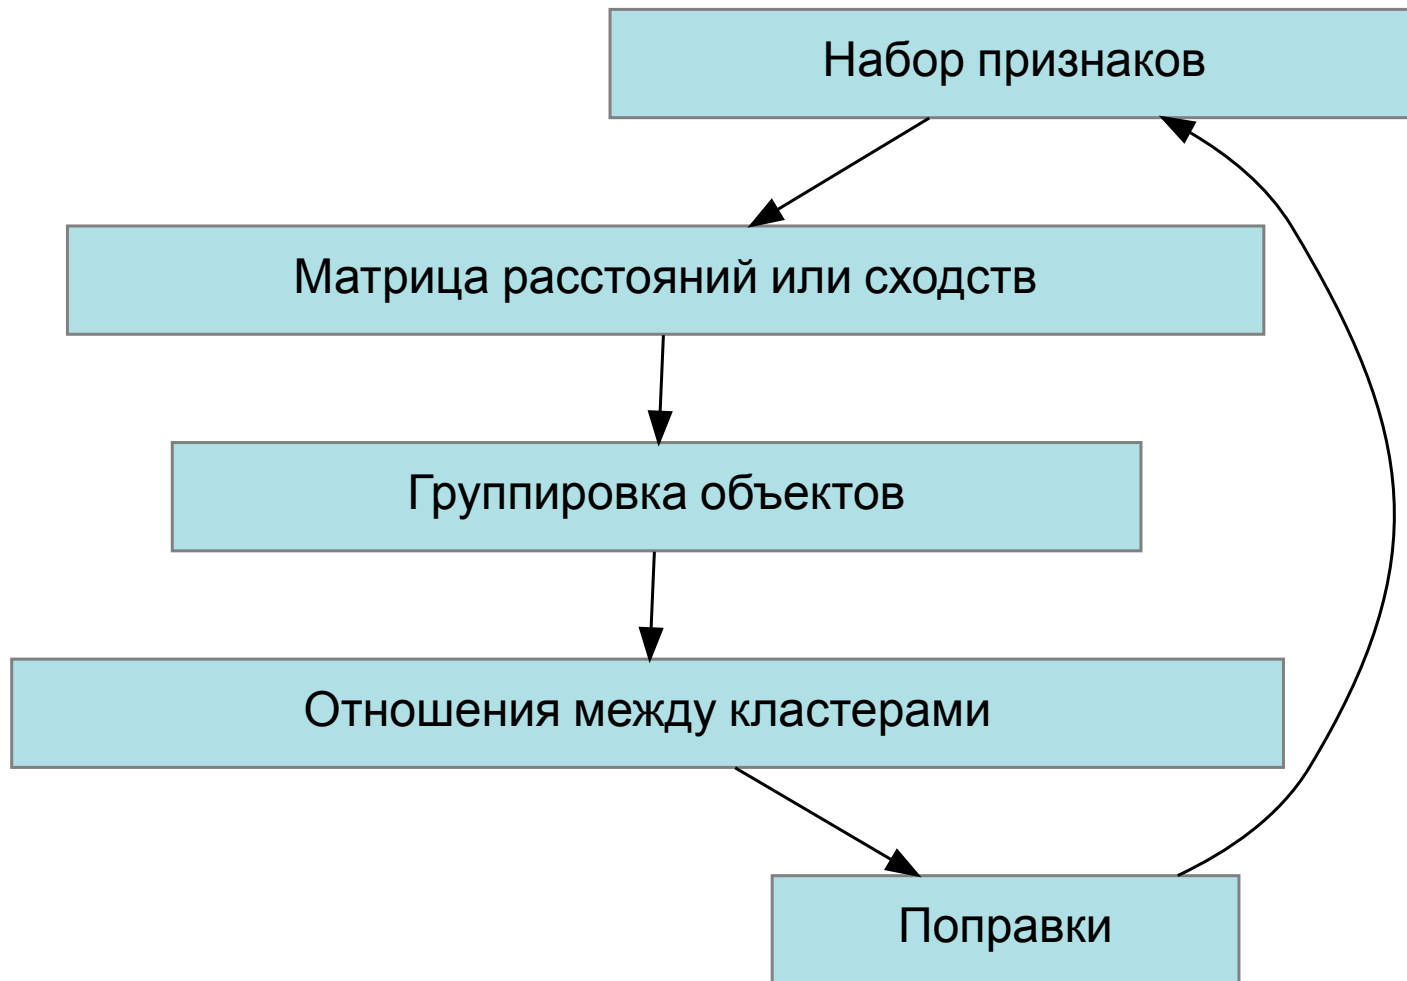 Набор признаков
Матрица расстояний или сходств
Группировка объектов
Отношения между кластерами
Поправки